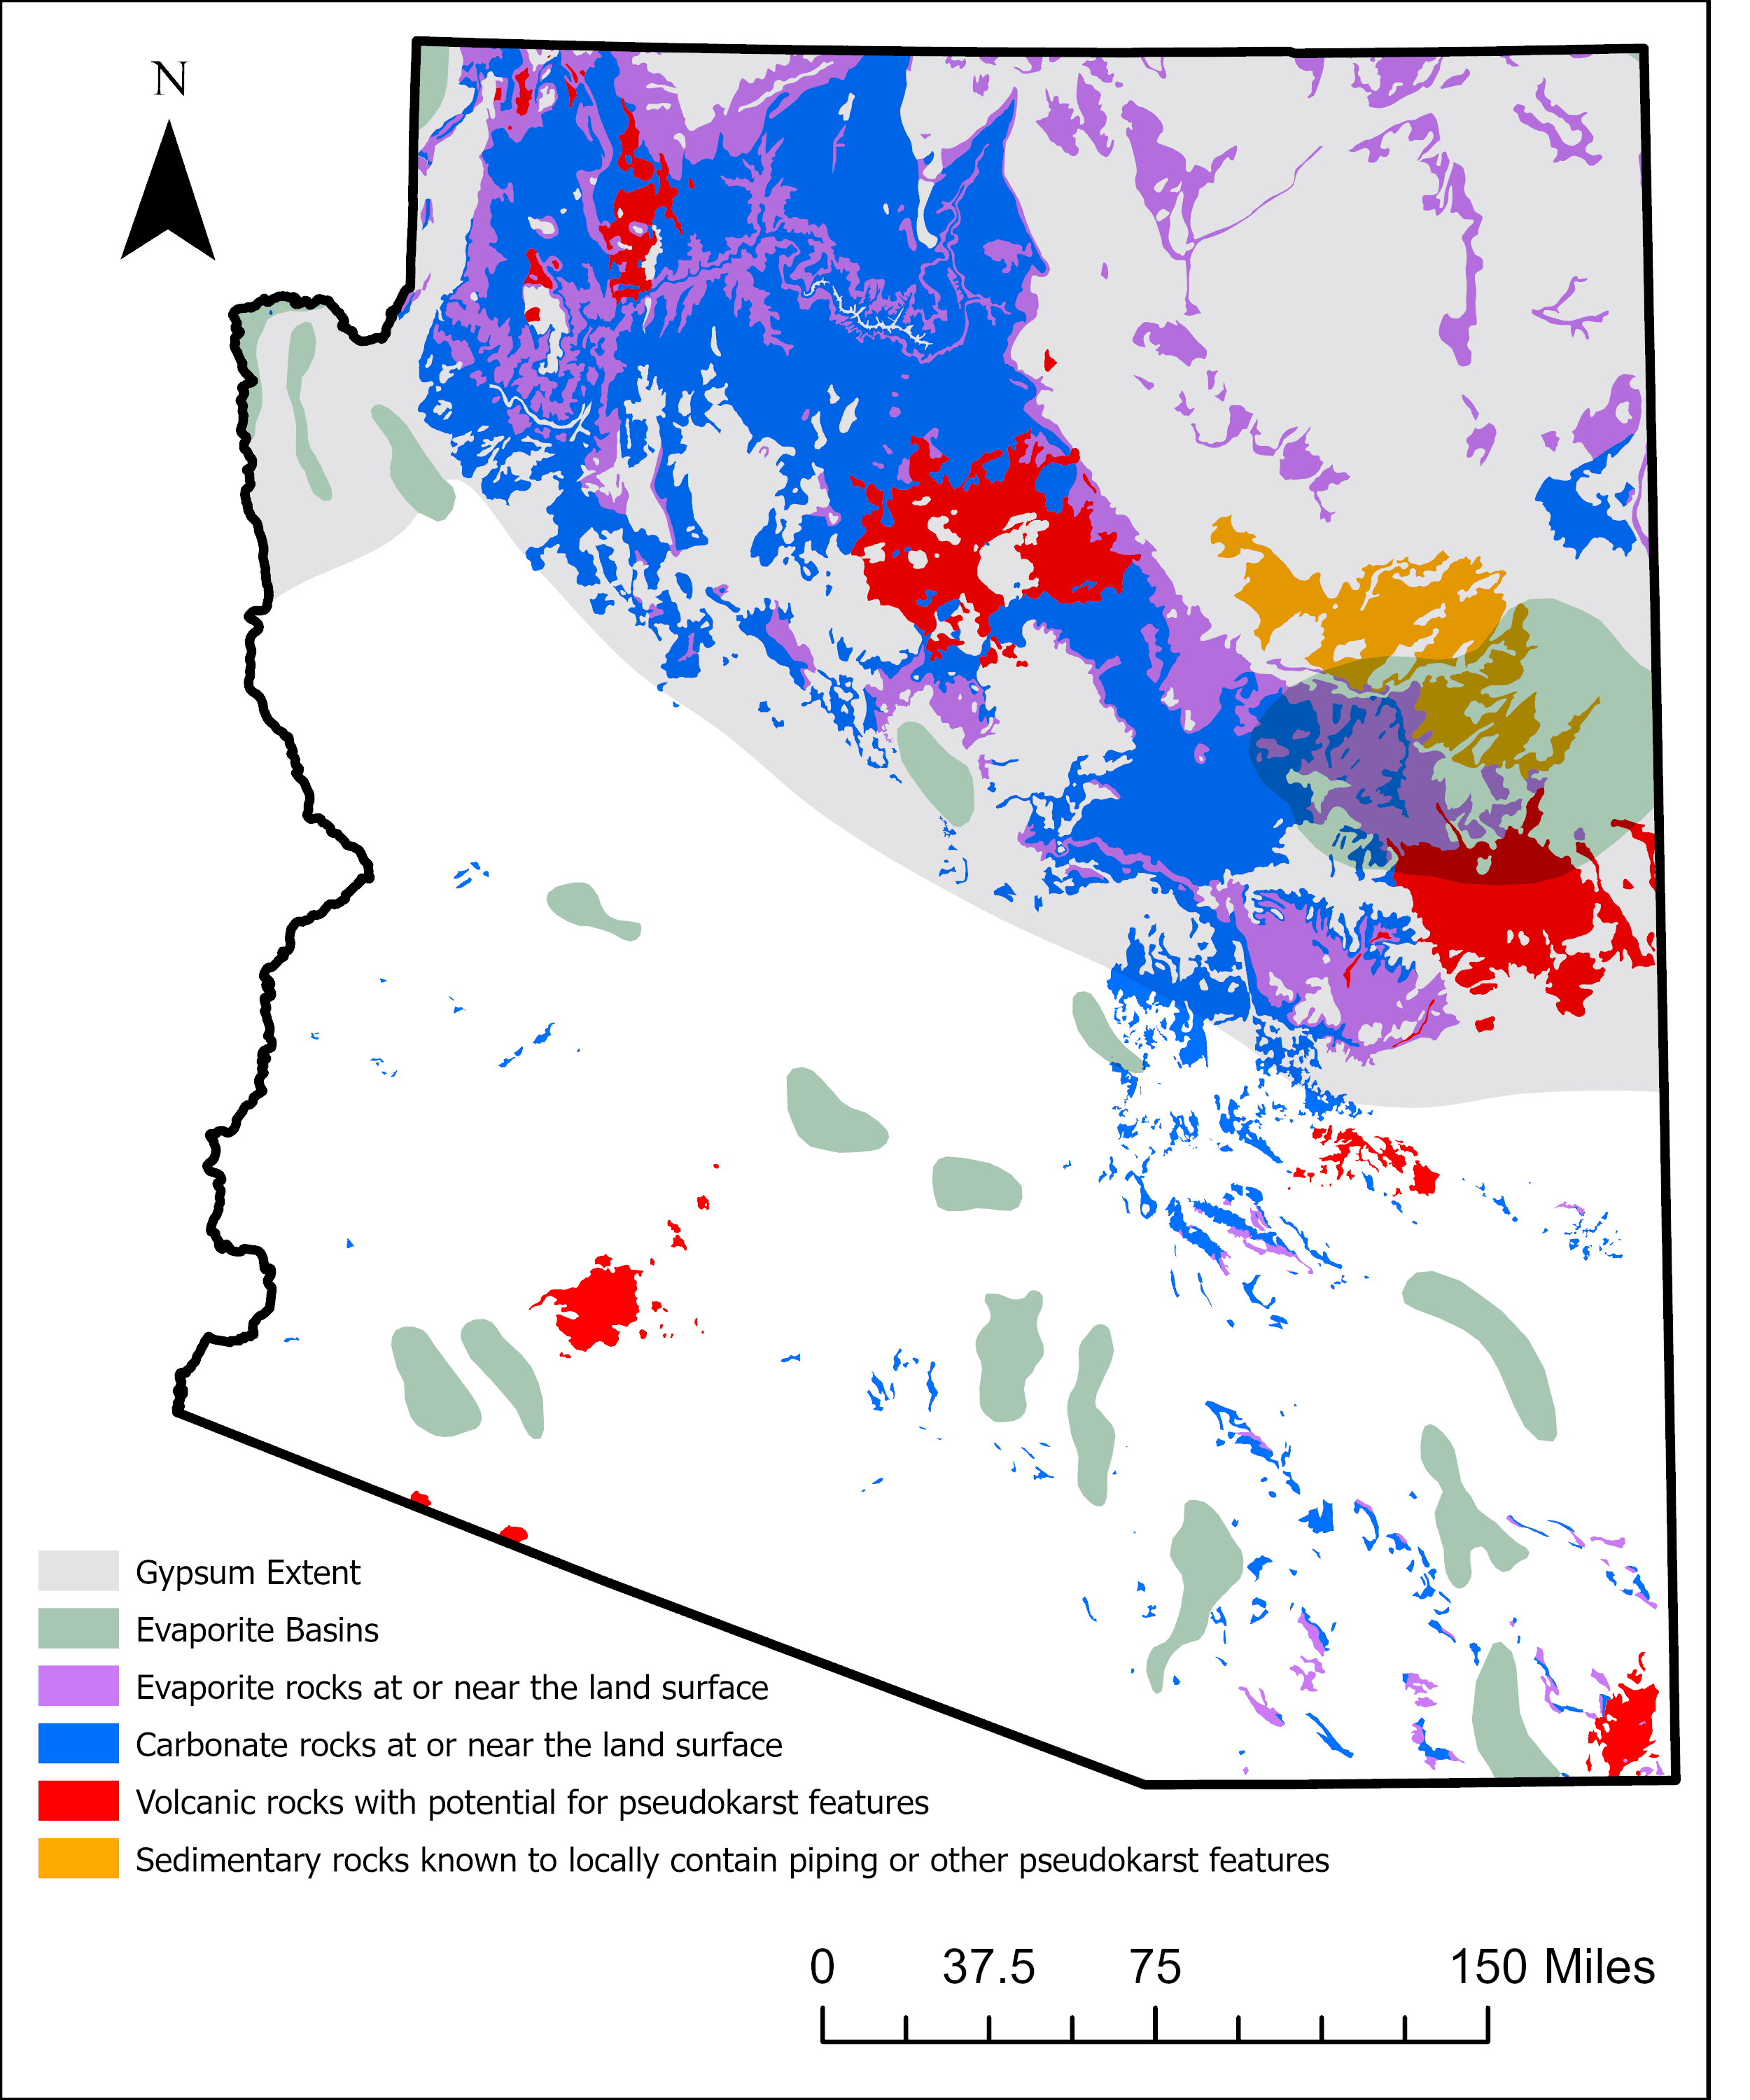 N
Gypsum Extent
Evaporite Basins
Evaporite rocks at or near the land surface
Carbonate rocks at or near the land surface
Volcanic rocks with potential for pseudokarst features
Sedimentary rocks known to locally contain piping or other pseudokarst features
0 37.5 75 150 Miles